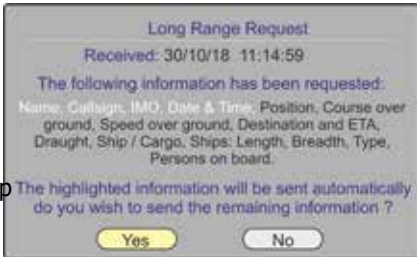 Long Range Request
Received: 30/10/18 11:14:59
The following information has been requested:
Name, Callsign, IMO, Date & Time, Position, Course over
ground, Speed over ground, Destination and ETA,
Draught, Ship / Cargo, Ships: Length, Breadth, Type,
Persons on board.
p The highlighted information will be sent automatically
do you wish to send the remaining information ?
Yes No